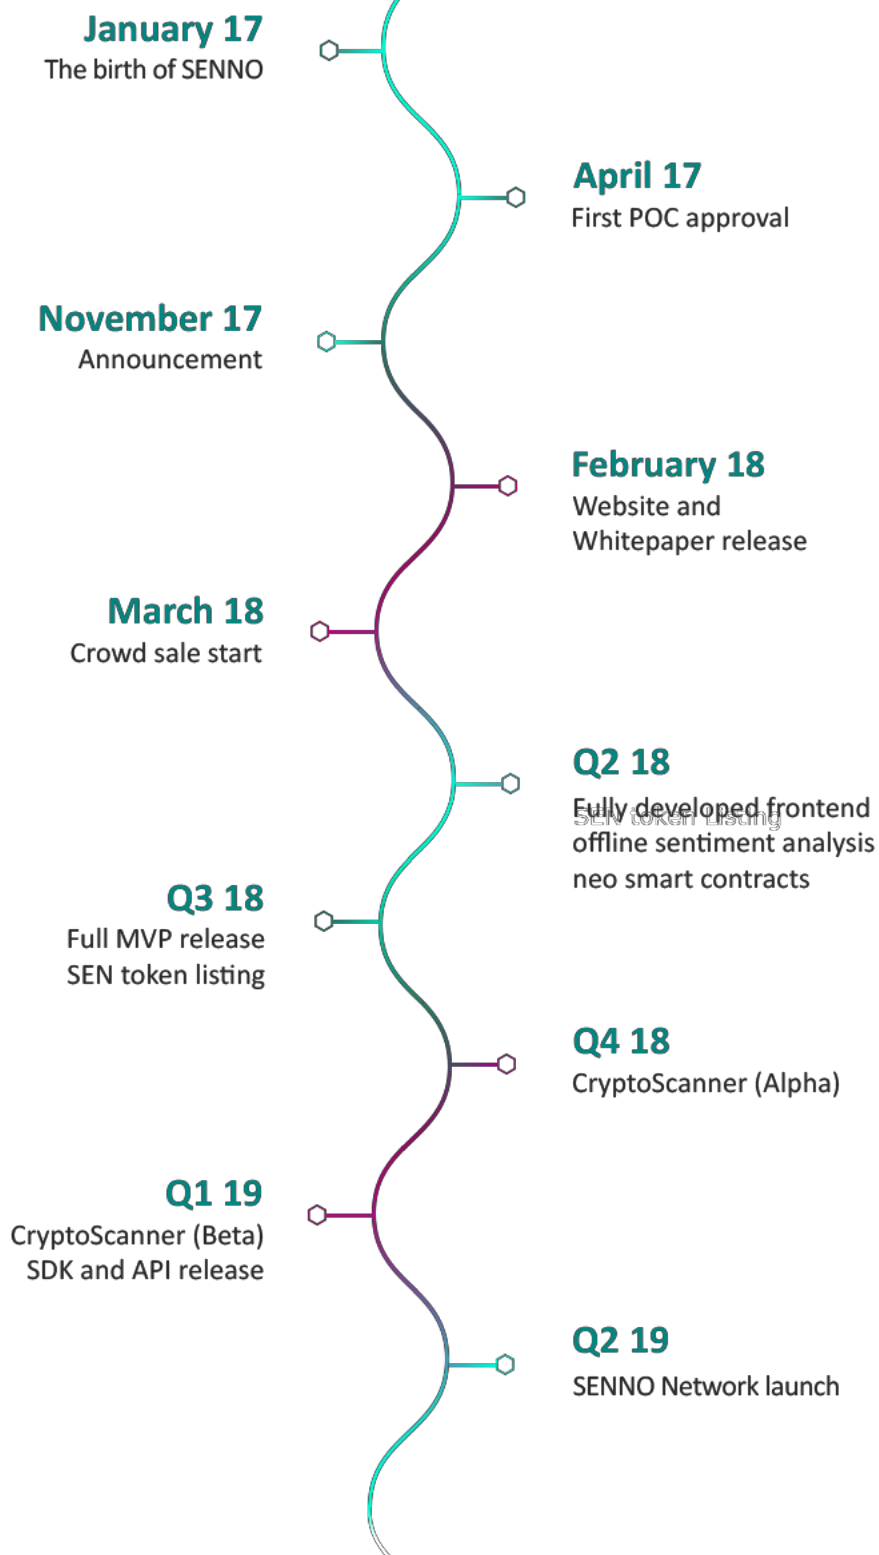 January 17
The birth of SENNO
April 17
First POC approval
November 17
Announcement
February 18
Website and
Whitepaper release
March 18
Crowd sale start
Q2 18
Fully developed frontend
SEN token Listing
offline sentiment analysis
neo smart contracts
Q3 18
Full MVP release
SEN token listing
Q4 18
CryptoScanner (Alpha)
Q1 19
CryptoScanner (Beta)
SDK and API release
Q2 19
SENNO Network launch